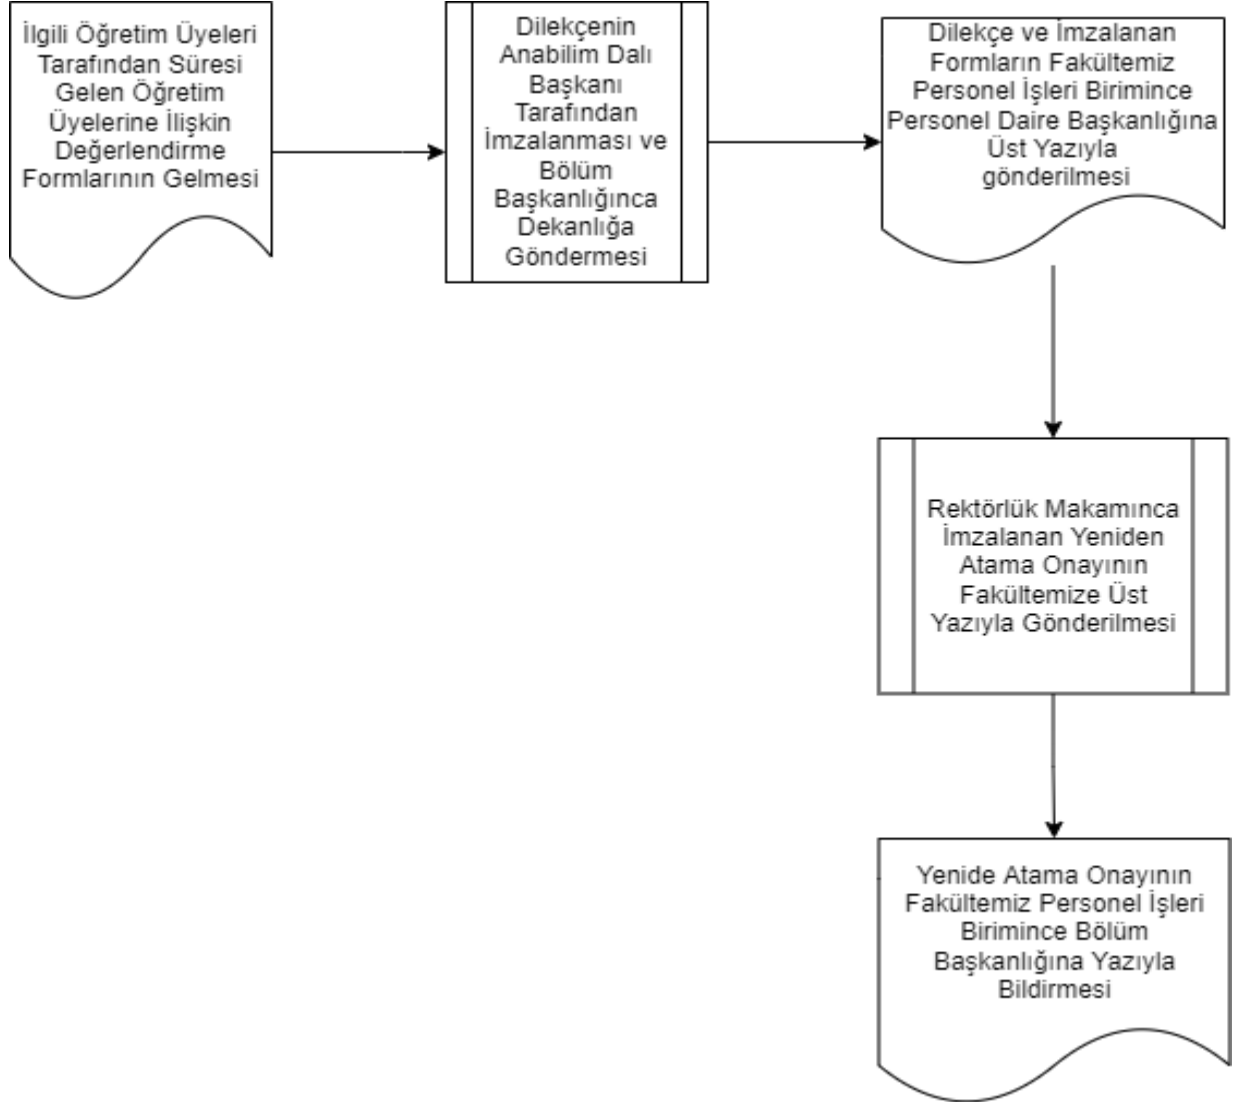 İlgili Öğretim Üyeleri
Tarafından Süresi
Gelen Öğretim
Üyelerine İlişkin
Değerlendirme
Formlarının Gelmesi
Dilekçenin
Anabilim Dalı
Başkanı
Tarafından
İmzalanması ve
Bölüm
Başkanlığınca
Dekanlığa
Göndermesi
Dilekçe ve İmzalanan
Formların Fakültemiz
Personel İşleri Birimince
Personel Daire Başkanlığına
Üst Yazıyla
gönderilmesi
Rektörlük Makamınca
İmzalanan Yeniden
Atama Onayının
Fakültemize Üst
Yazıyla Gönderilmesi
Yenide Atama Onayının
Fakültemiz Personel İşleri
Birimince Bölüm
Başkanlığına Yazıyla
Bildirmesi